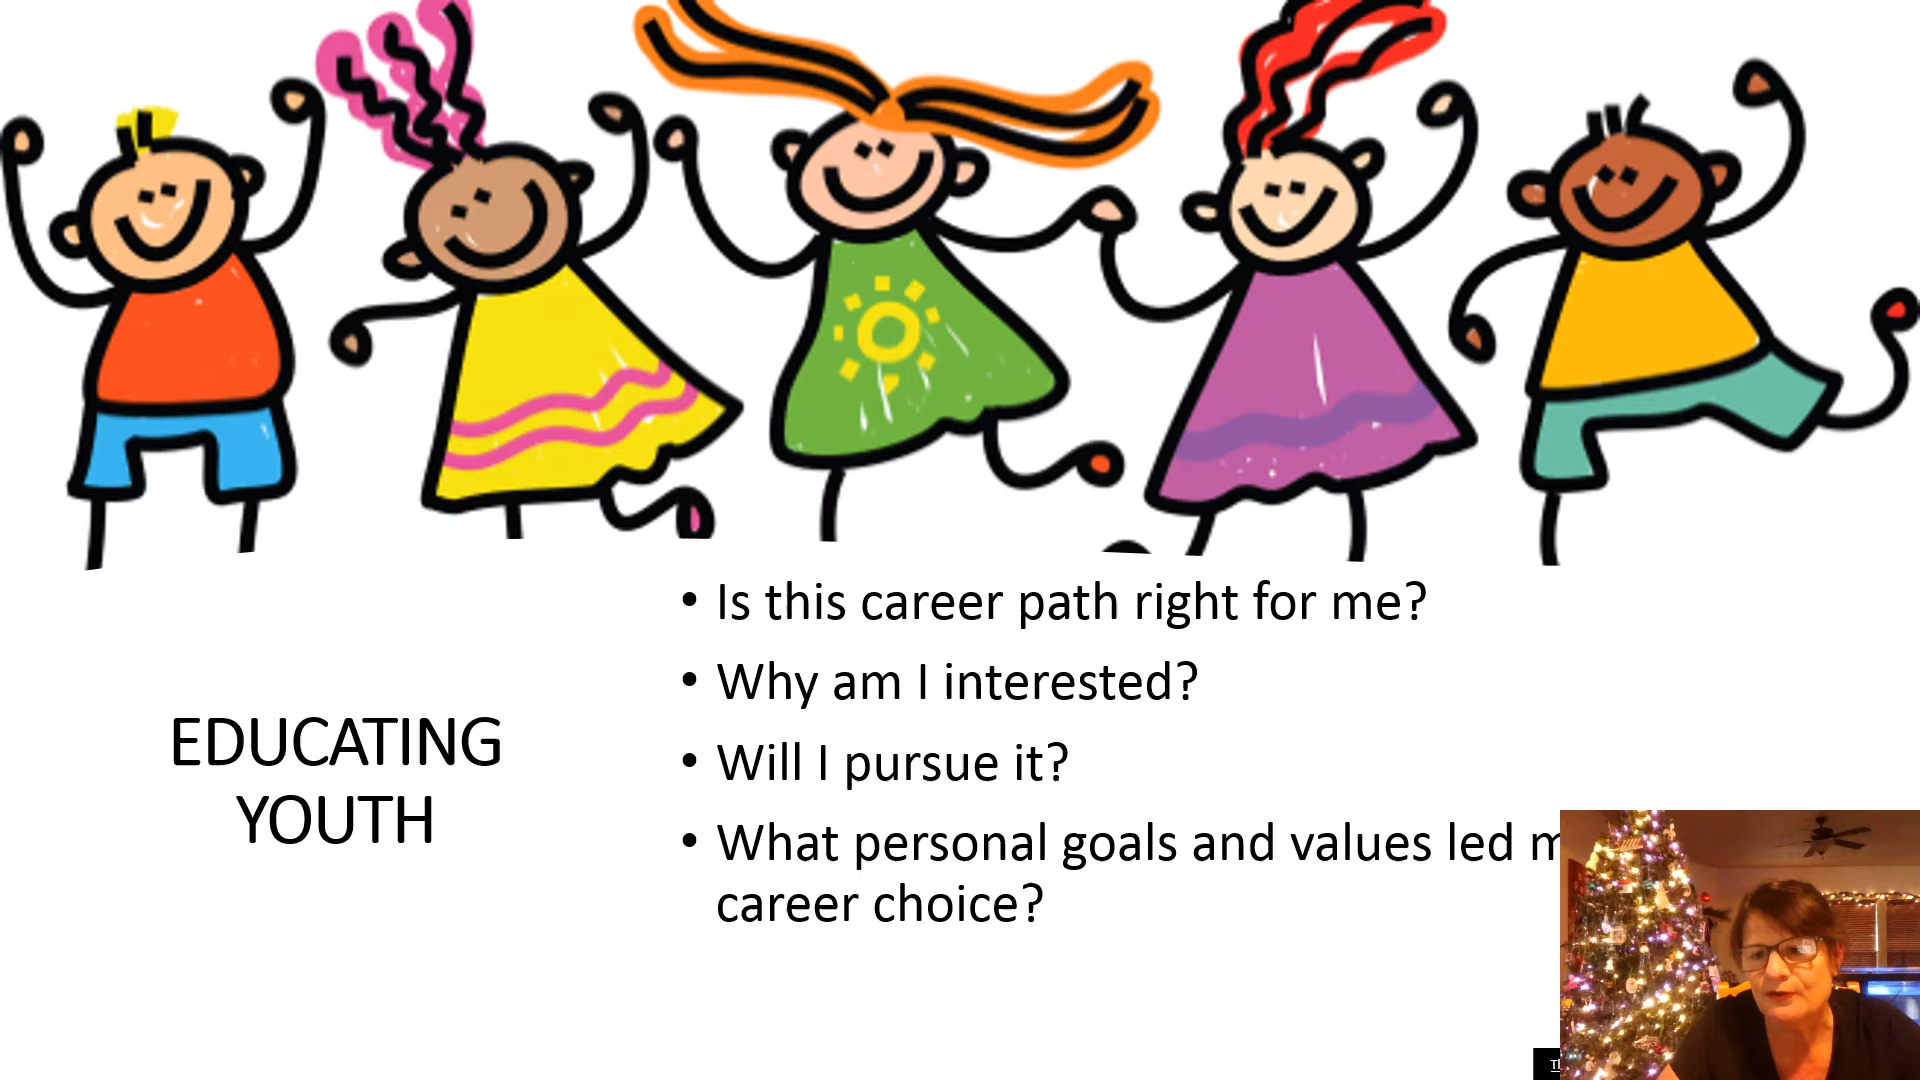 EDUCATING
YOUTH
• Is this career path right for me?
• Why am I interested?
• Will I pursue it?
• What personal goals and values led
career choice?